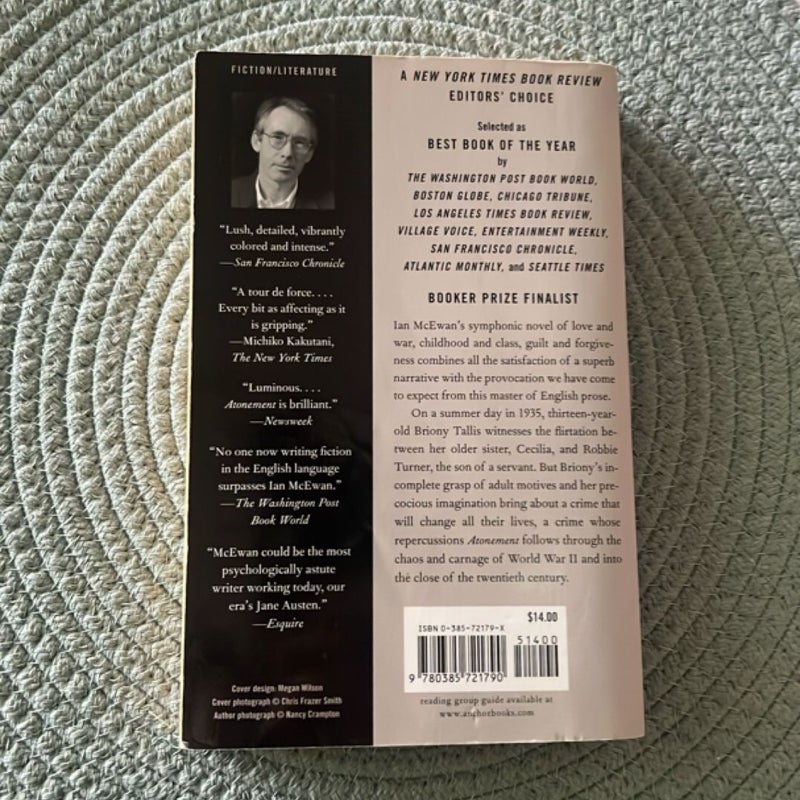 FICTION/LITERATURE
"Lush, detailed, vibrantly
colored and intense."
—San Francisco Chronicle
"A tour de force. . . .
Every bit as affecting as it
is gripping."
—Michiko Kakutani,
The New York Times
"Luminous. . . .
Atonement is brilliant."
—Newsweek
"No one now writing fiction
in the English language
surpasses Ian McEwan."
—The Washington Post
Book World
"McEwan could be the most
psychologically astute
writer working today, our
era's Jane Austen."
—Esquire
Cover design: Megan Wilson
Cover photograph © Chris Frazer Smith
Author photograph © Nancy Crampton
A NEW YORK TIMES BOOK REVIEW
EDITORS' CHOICE
Selected as
BEST BOOK OF THE YEAR
by
THE WASHINGTON POST BOOK WORLD,
BOSTON GLOBE, CHICAGO TRIBUNE,
LOS ANGELES TIMES BOOK REVIEW,
VILLAGE VOICE, ENTERTAINMENT WEEKLY,
SAN FRANCISCO CHRONICLE,
ATLANTIC MONTHLY, and SEATTLE TIMES
BOOKER PRIZE FINALIST
Ian McEwan's symphonic novel of love and
war, childhood and class, guilt and forgive-
ness combines all the satisfaction of a superb
narrative with the provocation we have come
to expect from this master of English prose.
On a summer day in 1935, thirteen-year-
old Briony Tallis witnesses the flirtation be-
tween her older sister, Cecilia, and Robbie
Turner, the son of a servant. But Briony's in-
complete grasp of adult motives and her pre-
cocious imagination bring about a crime that
will change all their lives, a crime whose
repercussions Atonement follows through the
chaos and carnage of World War II and into
the close of the twentieth century.
$14.00
ISBN 0-385-72179-X
51400
9 780385 721790
reading group guide available at
www.anchorbooks.com